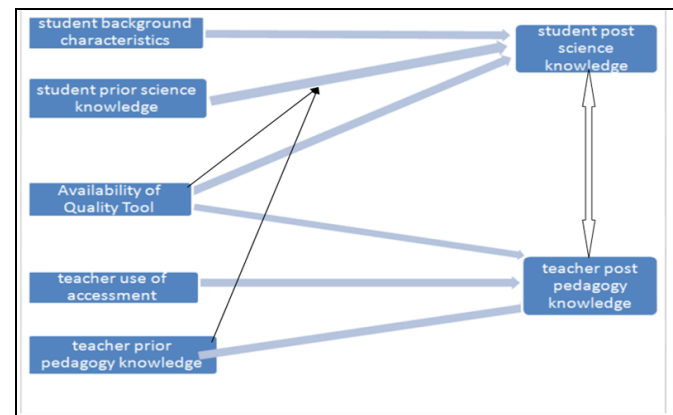 student background
characteristics
student post
science
knowledge
student prior science
knowledge
Availability of
Quality Tool
teacher use of
accessment
teacher post
pedagogy
knowledge
teacher prior
pedagogy knowledge